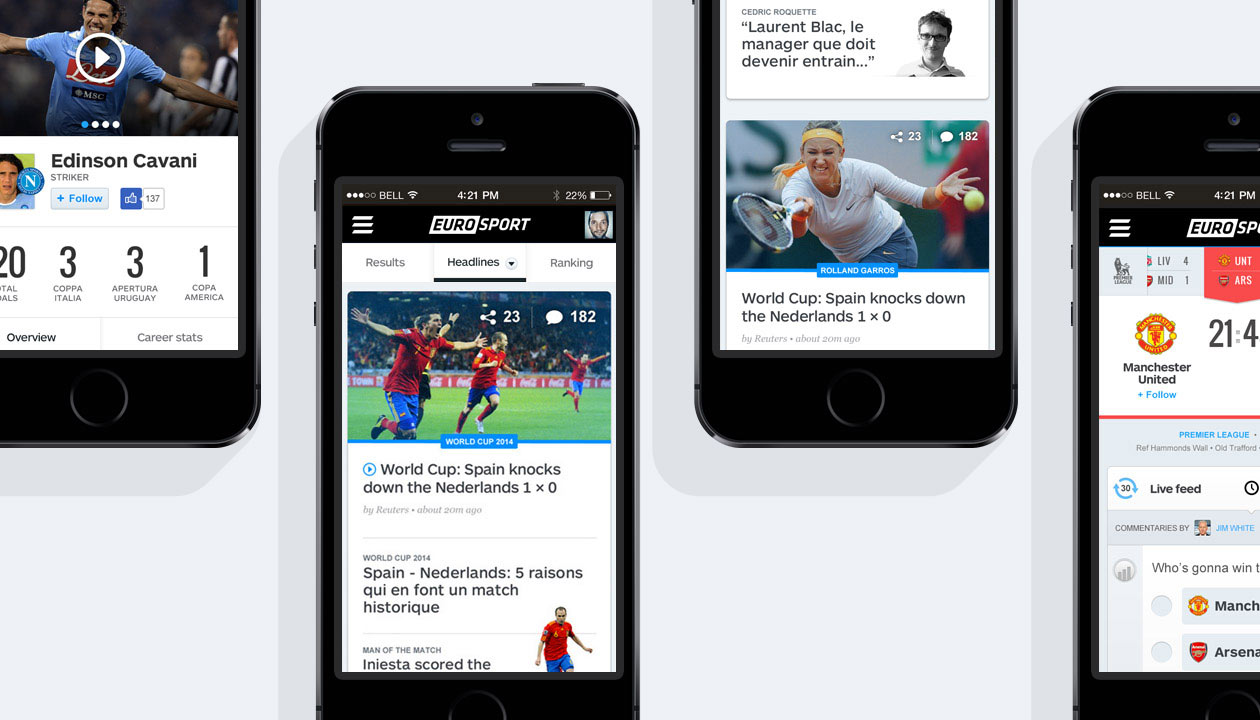 Lete
MSC
N
Edinson Cavani
STRIKER
+ Follow
137
20
3
3
1
COPPA
ITALIA
APERTURA
URUGUAY
COPA
AMERICA
Overview
Career stats
BELL
4:21 PM
22%
EUROSPORT
Results
Headlines
Ranking
23
182
WORLD CUP 2014
World Cup: Spain knocks
down the Nederlands 1 × 0
by Reuters • about 20m ago
WORLD CUP 2014
Spain - Nederlands: 5 raisons
qui en font un match
historique
MAN OF THE MATCH
Iniesta scored the
CEDRIC ROQUETTE
“Laurent Blac, le
manager que doit
devenir entrain...”
23
182
ROLLAND GARROS
World Cup: Spain knocks down
the Nederlands 1 × 0
by Reuters • about 20m ago
BELL
4:21 PM
EUROSP
PREMIER
LEAGUE
LIV 4
MID 1
UNT
ARS
Manchester
United
21:4
+ Follow
PREMIER LEAGUE •
Ref Hammonds Wail • Old Trafford
30
Live feed
COMMENTARIES BY
JIM WHITE
Who's gonna win t
Manch
Arsena